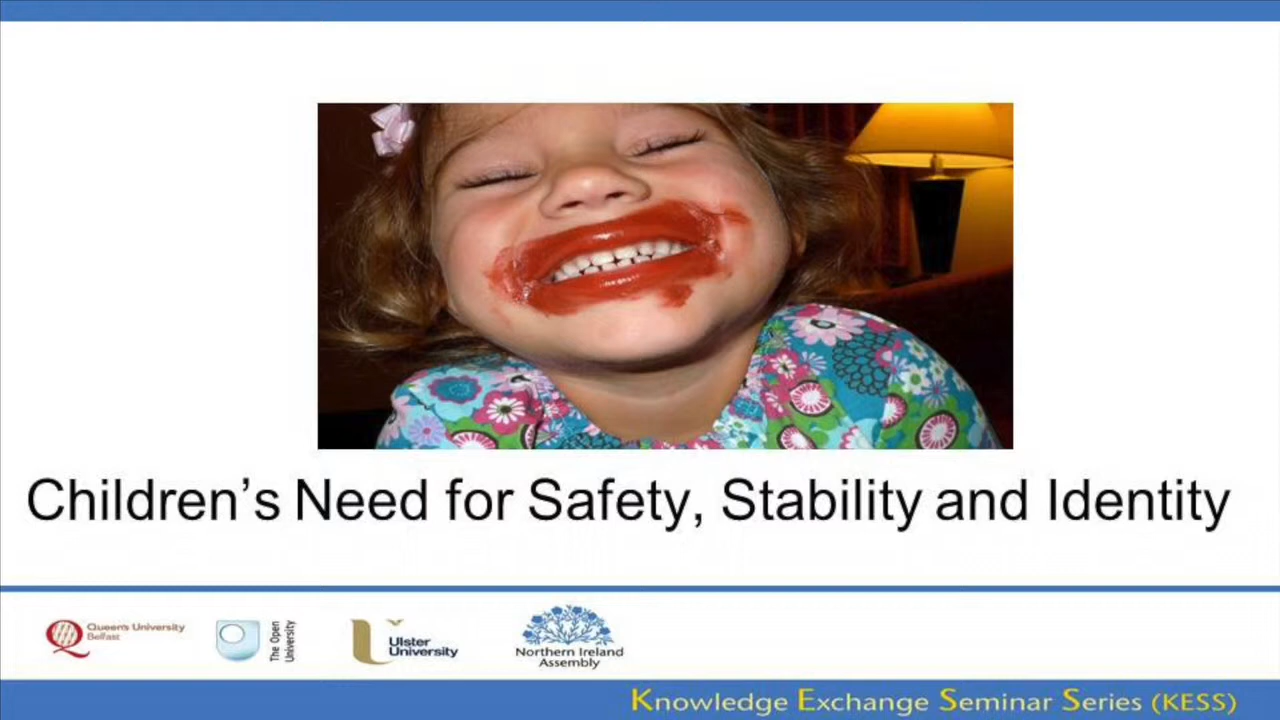 Children's Need for Safety, Stability and Identity
Queen's University
Belfast
The Open
University
Ulster
University
Northern Ireland
Assembly
Knowledge Exchange Seminar Series (KESS)